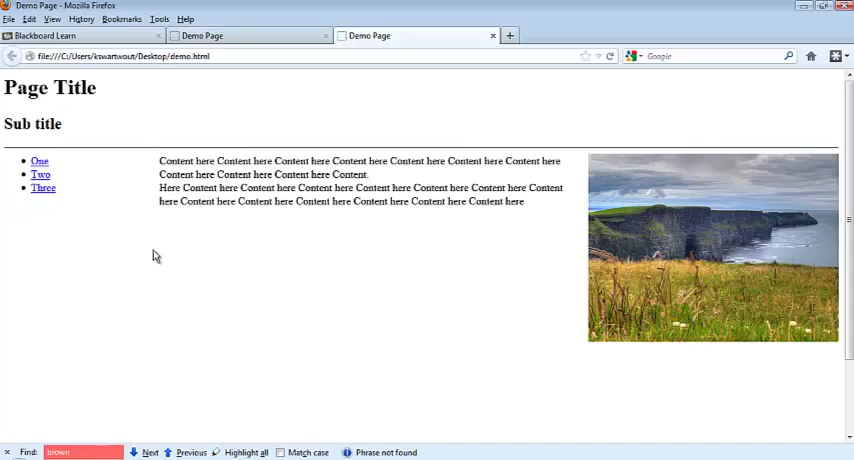 Demo Page - Mozilla Firefox
File Edit View History Bookmarks Tools Help
Blackboard Learn
Demo Page
Demo Page
file:///C:/Users/kswartwout/Desktop/demo.html
Google
Page Title
Sub title
One
Two
Three
Content here Content here Content here Content here Content here Content here Content here
Content here Content here Content here Content.
Here Content here Content here Content here Content here Content here Content here Content
here Content here Content here Content here Content here Content here Content here
Find: brown Next Previous Highlight all Match case Phrase not found